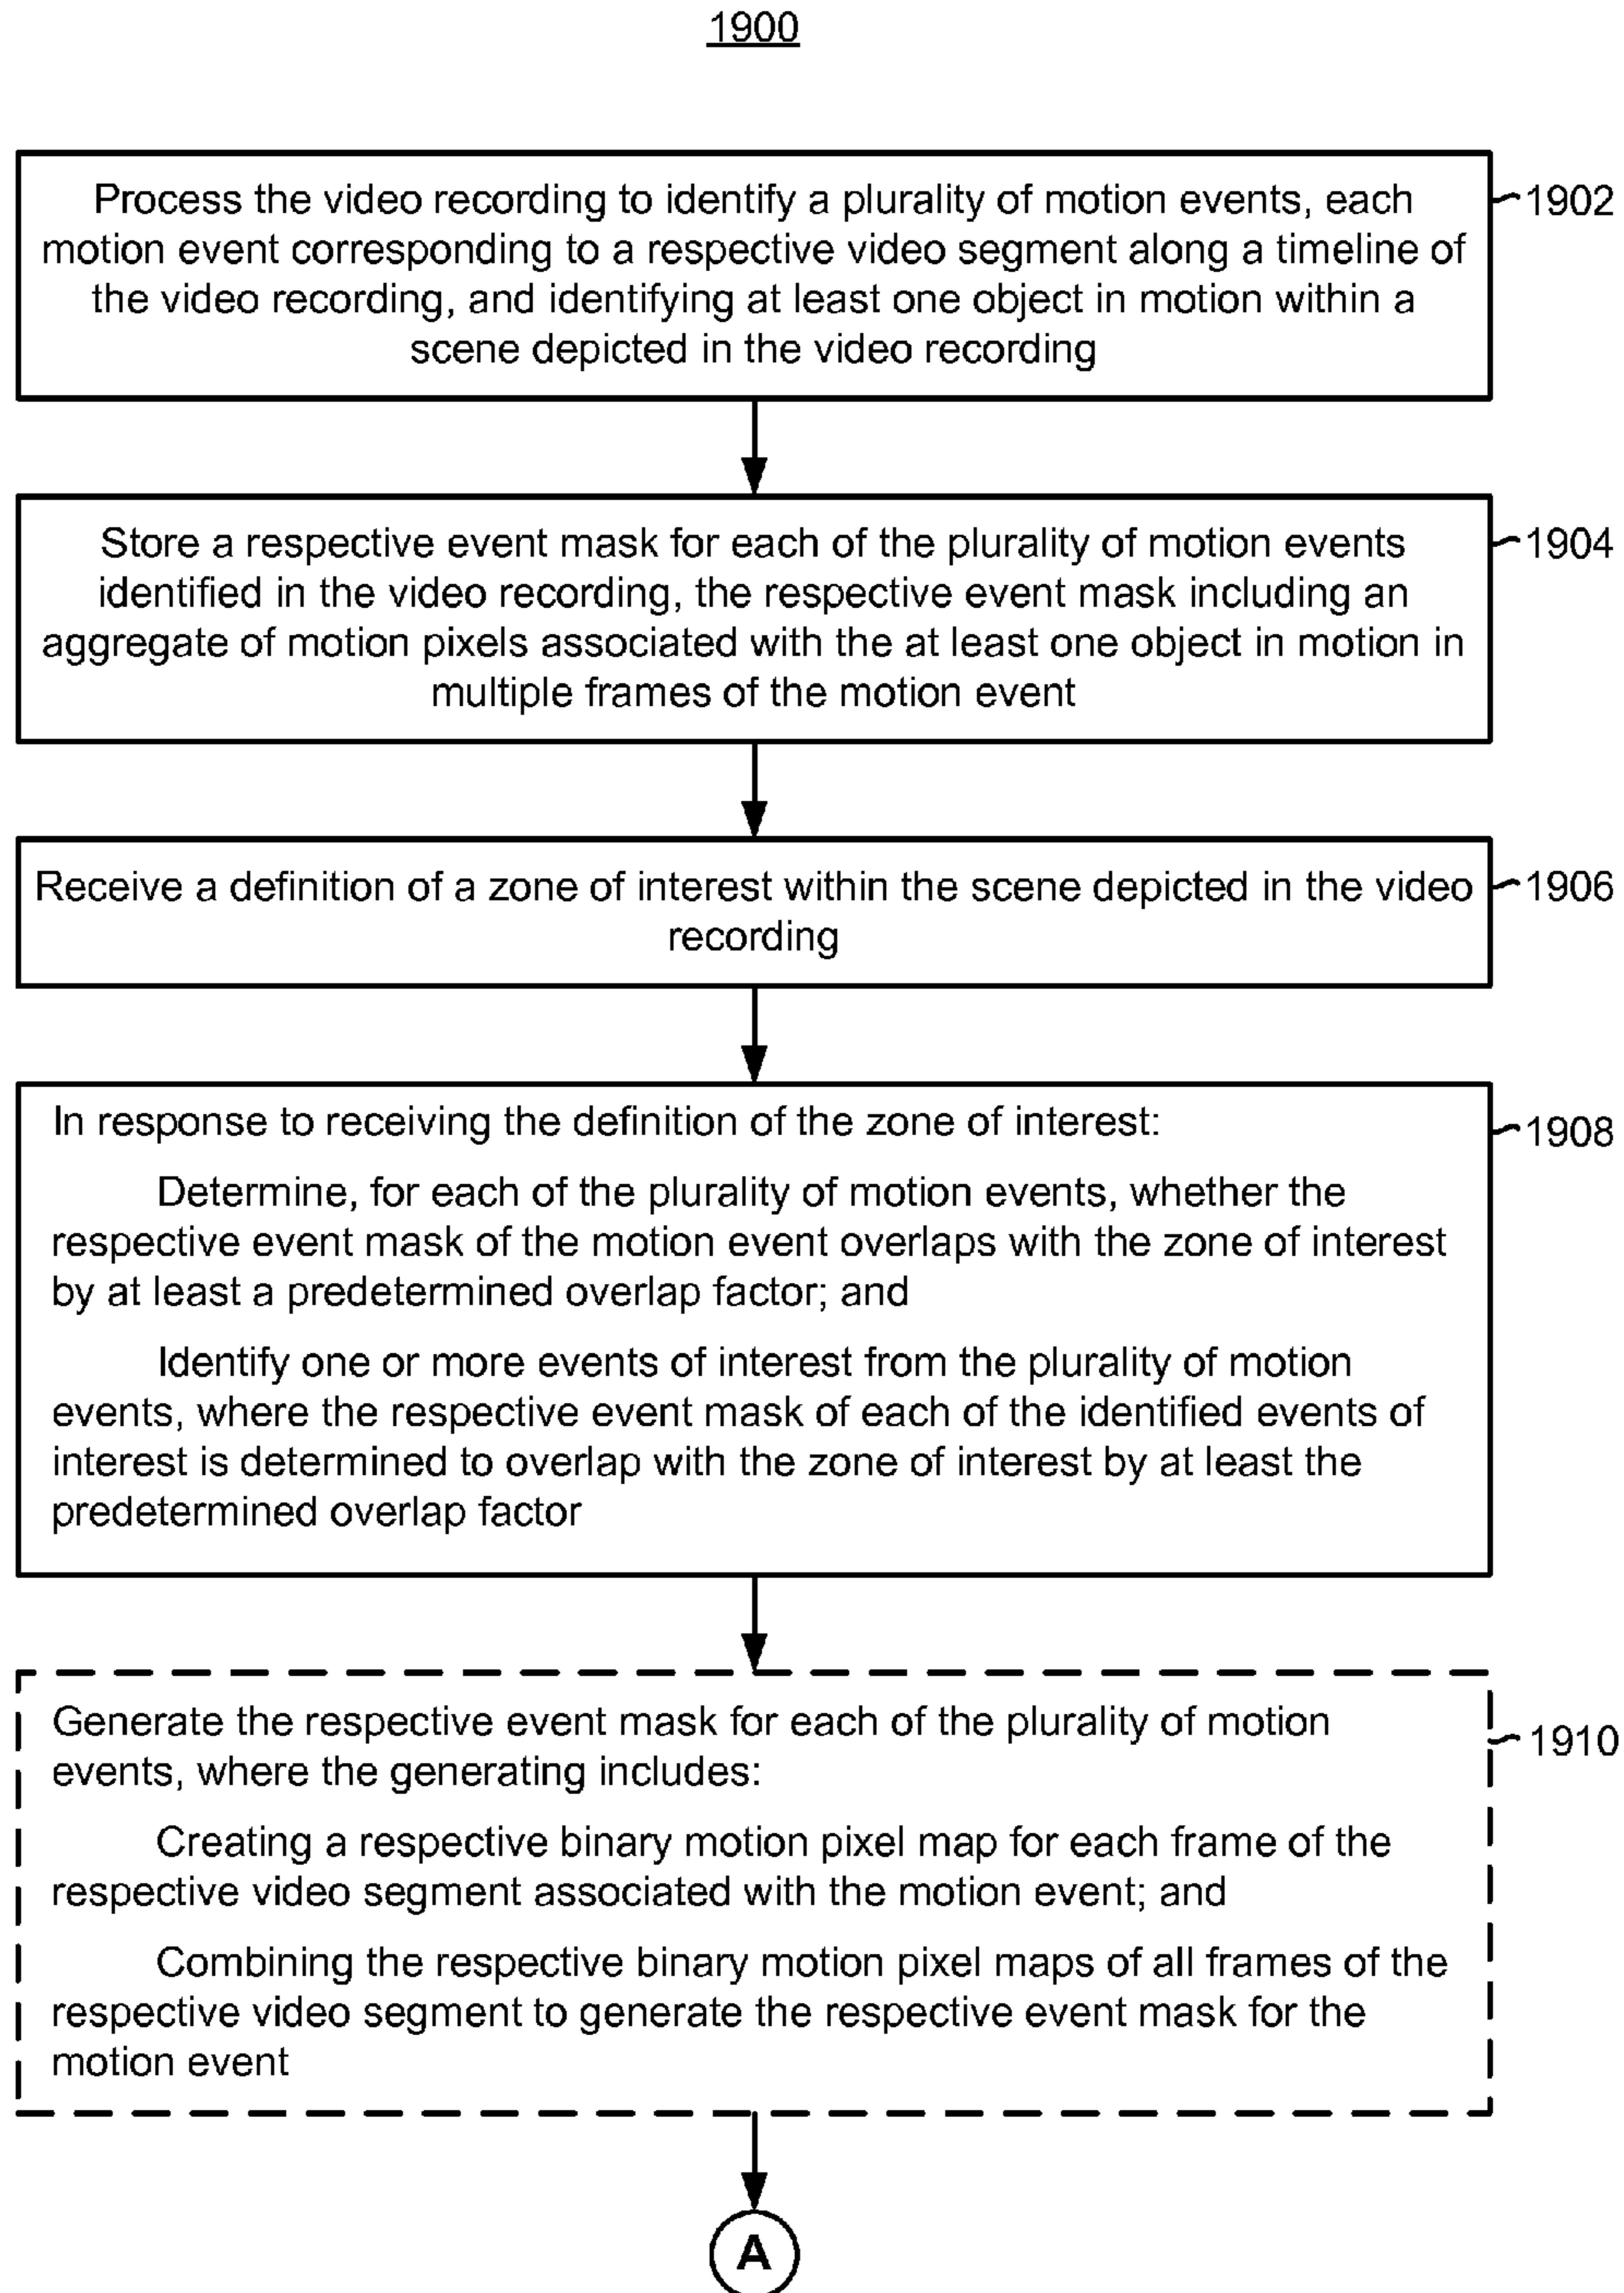 1900
Process the video recording to identify a plurality of motion events, each
motion event corresponding to a respective video segment along a timeline of
the video recording, and identifying at least one object in motion within a
scene depicted in the video recording
1902
Store a respective event mask for each of the plurality of motion events
identified in the video recording, the respective event mask including an
aggregate of motion pixels associated with the at least one object in motion in
multiple frames of the motion event
1904
Receive a definition of a zone of interest within the scene depicted in the video
recording
1906
In response to receiving the definition of the zone of interest:
Determine, for each of the plurality of motion events, whether the
respective event mask of the motion event overlaps with the zone of interest
by at least a predetermined overlap factor; and
Identify one or more events of interest from the plurality of motion
events, where the respective event mask of each of the identified events of
interest is determined to overlap with the zone of interest by at least the
predetermined overlap factor
1908
Generate the respective event mask for each of the plurality of motion
events, where the generating includes:
Creating a respective binary motion pixel map for each frame of the
respective video segment associated with the motion event; and
Combining the respective binary motion pixel maps of all frames of the
respective video segment to generate the respective event mask for the
motion event
1910
A